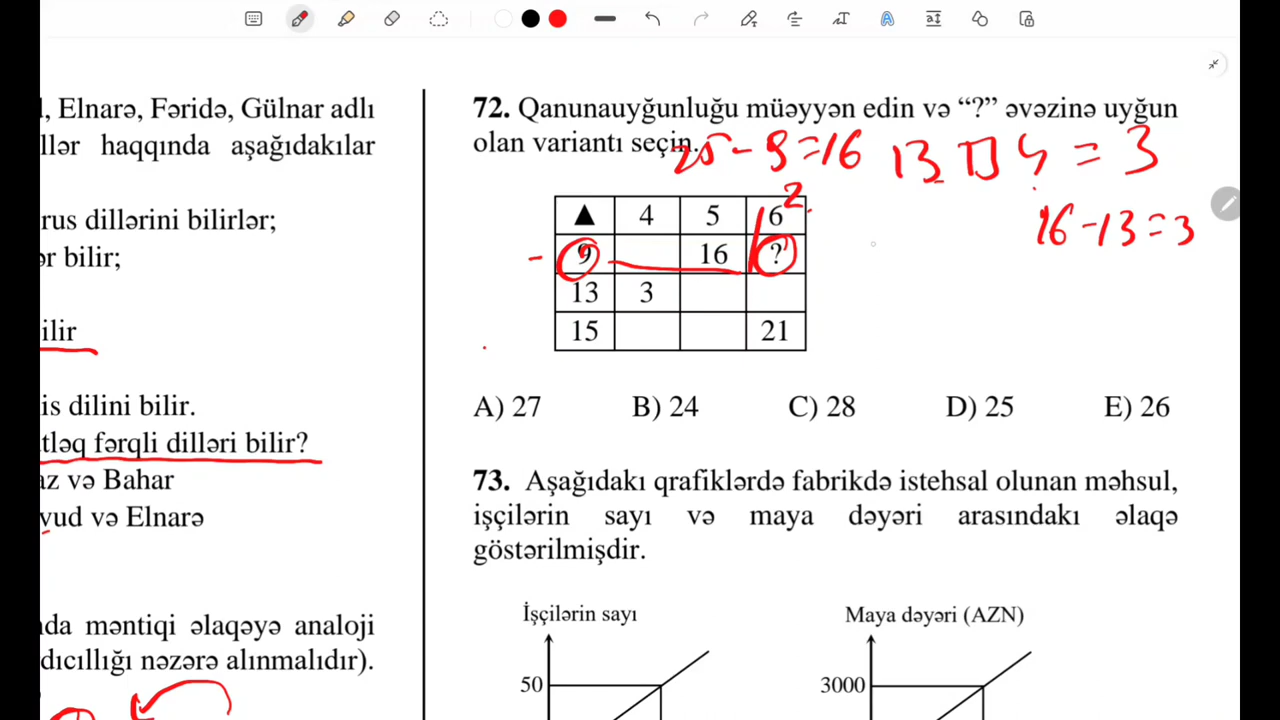 , Elnarə, Fəridə, Gülnar adlı
llər haqqında aşağıdakılar
rus dillərini bilirlər;
r bilir;
ilir
is dilini bilir.
tləq fərqli dilləri bilir?
az və Bahar
vud və Elnarə
da məntiqi əlaqəyə analoji
dıcıllığı nəzərə alınmalıdır).
72. Qanunauyğunluğu müəyyən edin və “?” əvəzinə uyğun
olan variantı seçin.
25 - 9 = 16 13 4 = 3
16 - 13 = 3
▲ 4 5 6 2
- 9 16 ?
13 3
15 21
A) 27 B) 24 C) 28 D) 25 E) 26
73. Aşağıdakı qrafiklərdə fabrikdə istehsal olunan məhsul,
işçilərin sayı və maya dəyəri arasındakı əlaqə
göstərilmişdir.
İşçilərin sayı
50
Maya dəyəri (AZN)
3000